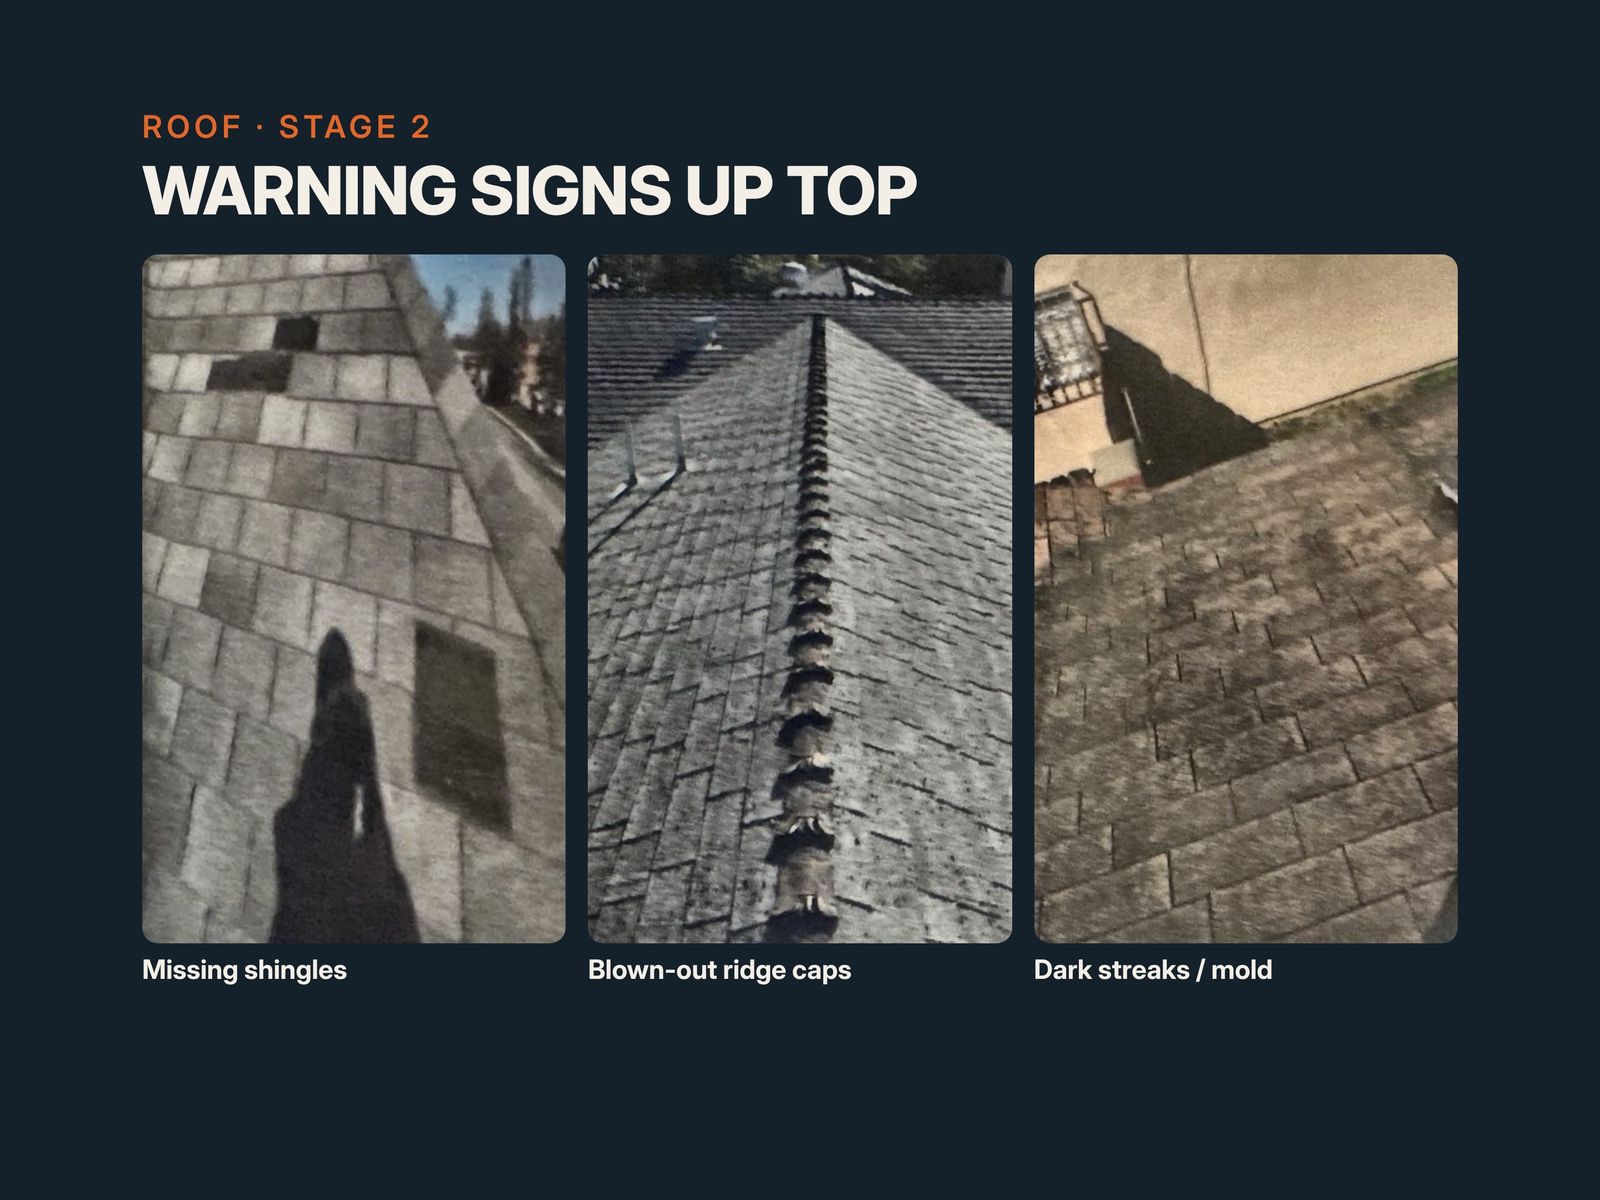 ROOF · STAGE 2
WARNING SIGNS UP TOP
Missing shingles
Blown-out ridge caps
Dark streaks / mold